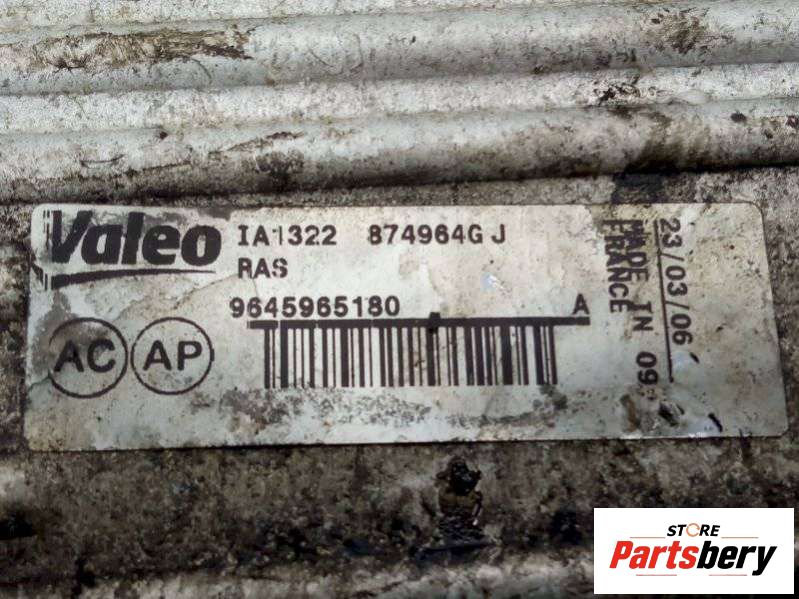 Valeo IA1322 874964G J
RAS
9645965180 A
AC AP
23/03/06
MADE IN 09
FRANCE
STORE
Partsbery